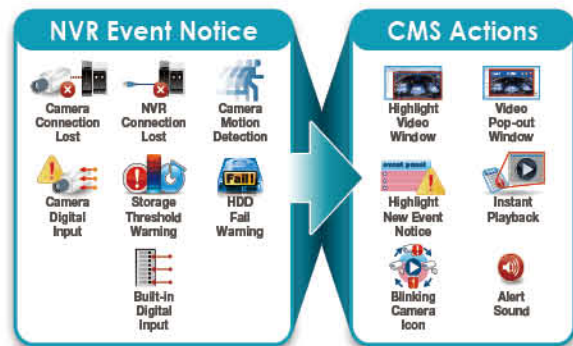 NVR Event Notice
Camera
Connection
Lost
NVR
Connection
Lost
Camera
Motion
Detection
Camera
Digital
Input
Storage
Threshold
Warning
Fail!
HDD
Fail
Warning
Built-in
Digital
Input
CMS Actions
Highlight
Video
Window
Video
Pop-out
Window
event panel
Highlight
New Event
Notice
Instant
Playback
Blinking
Camera
Icon
Alert
Sound